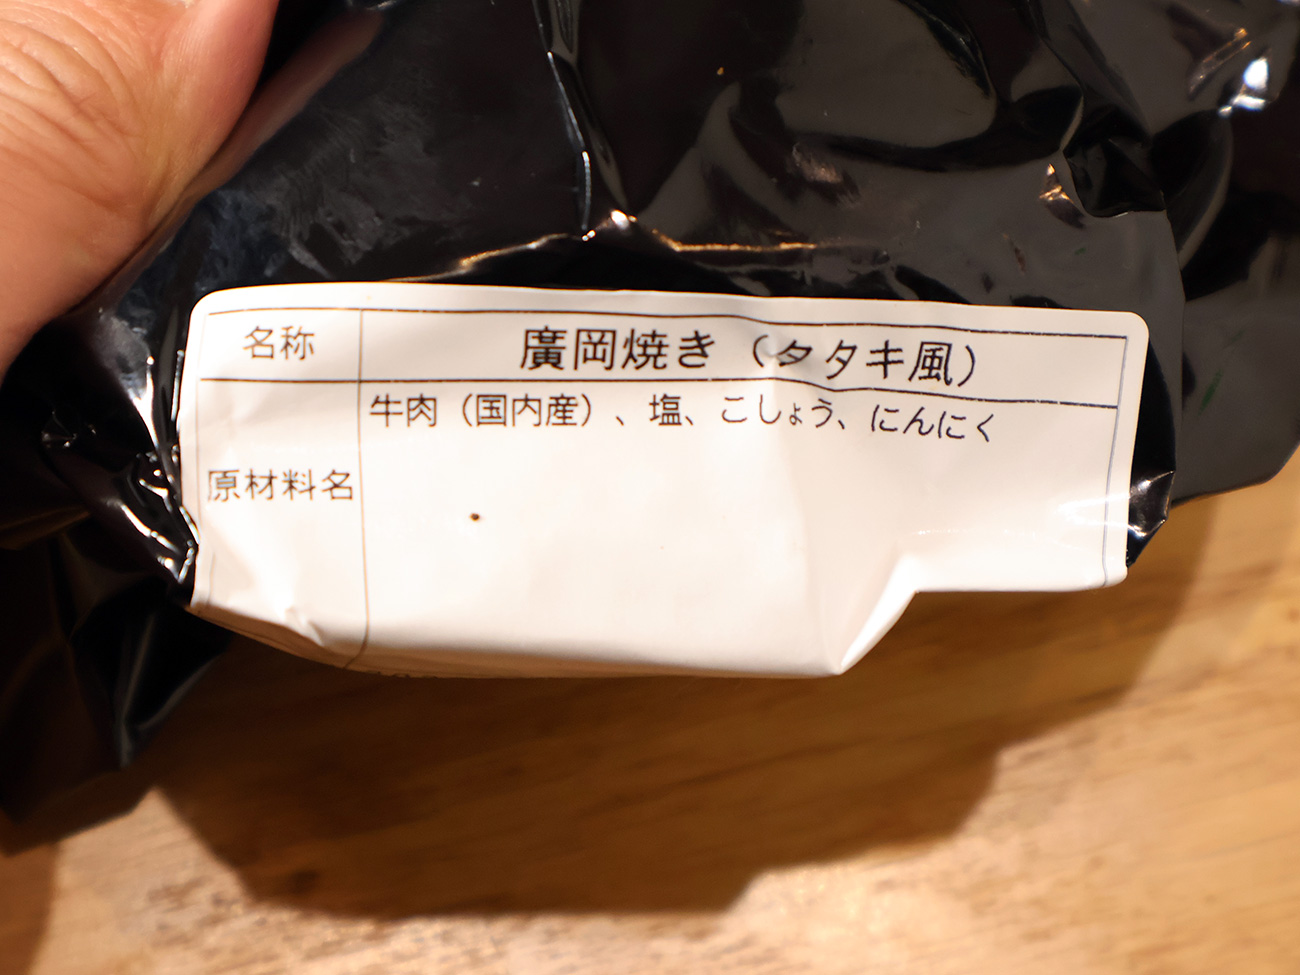 名称 廣岡焼き（タタキ風）
牛肉（国内産）、塩、こしょう、にんにく
原材料名